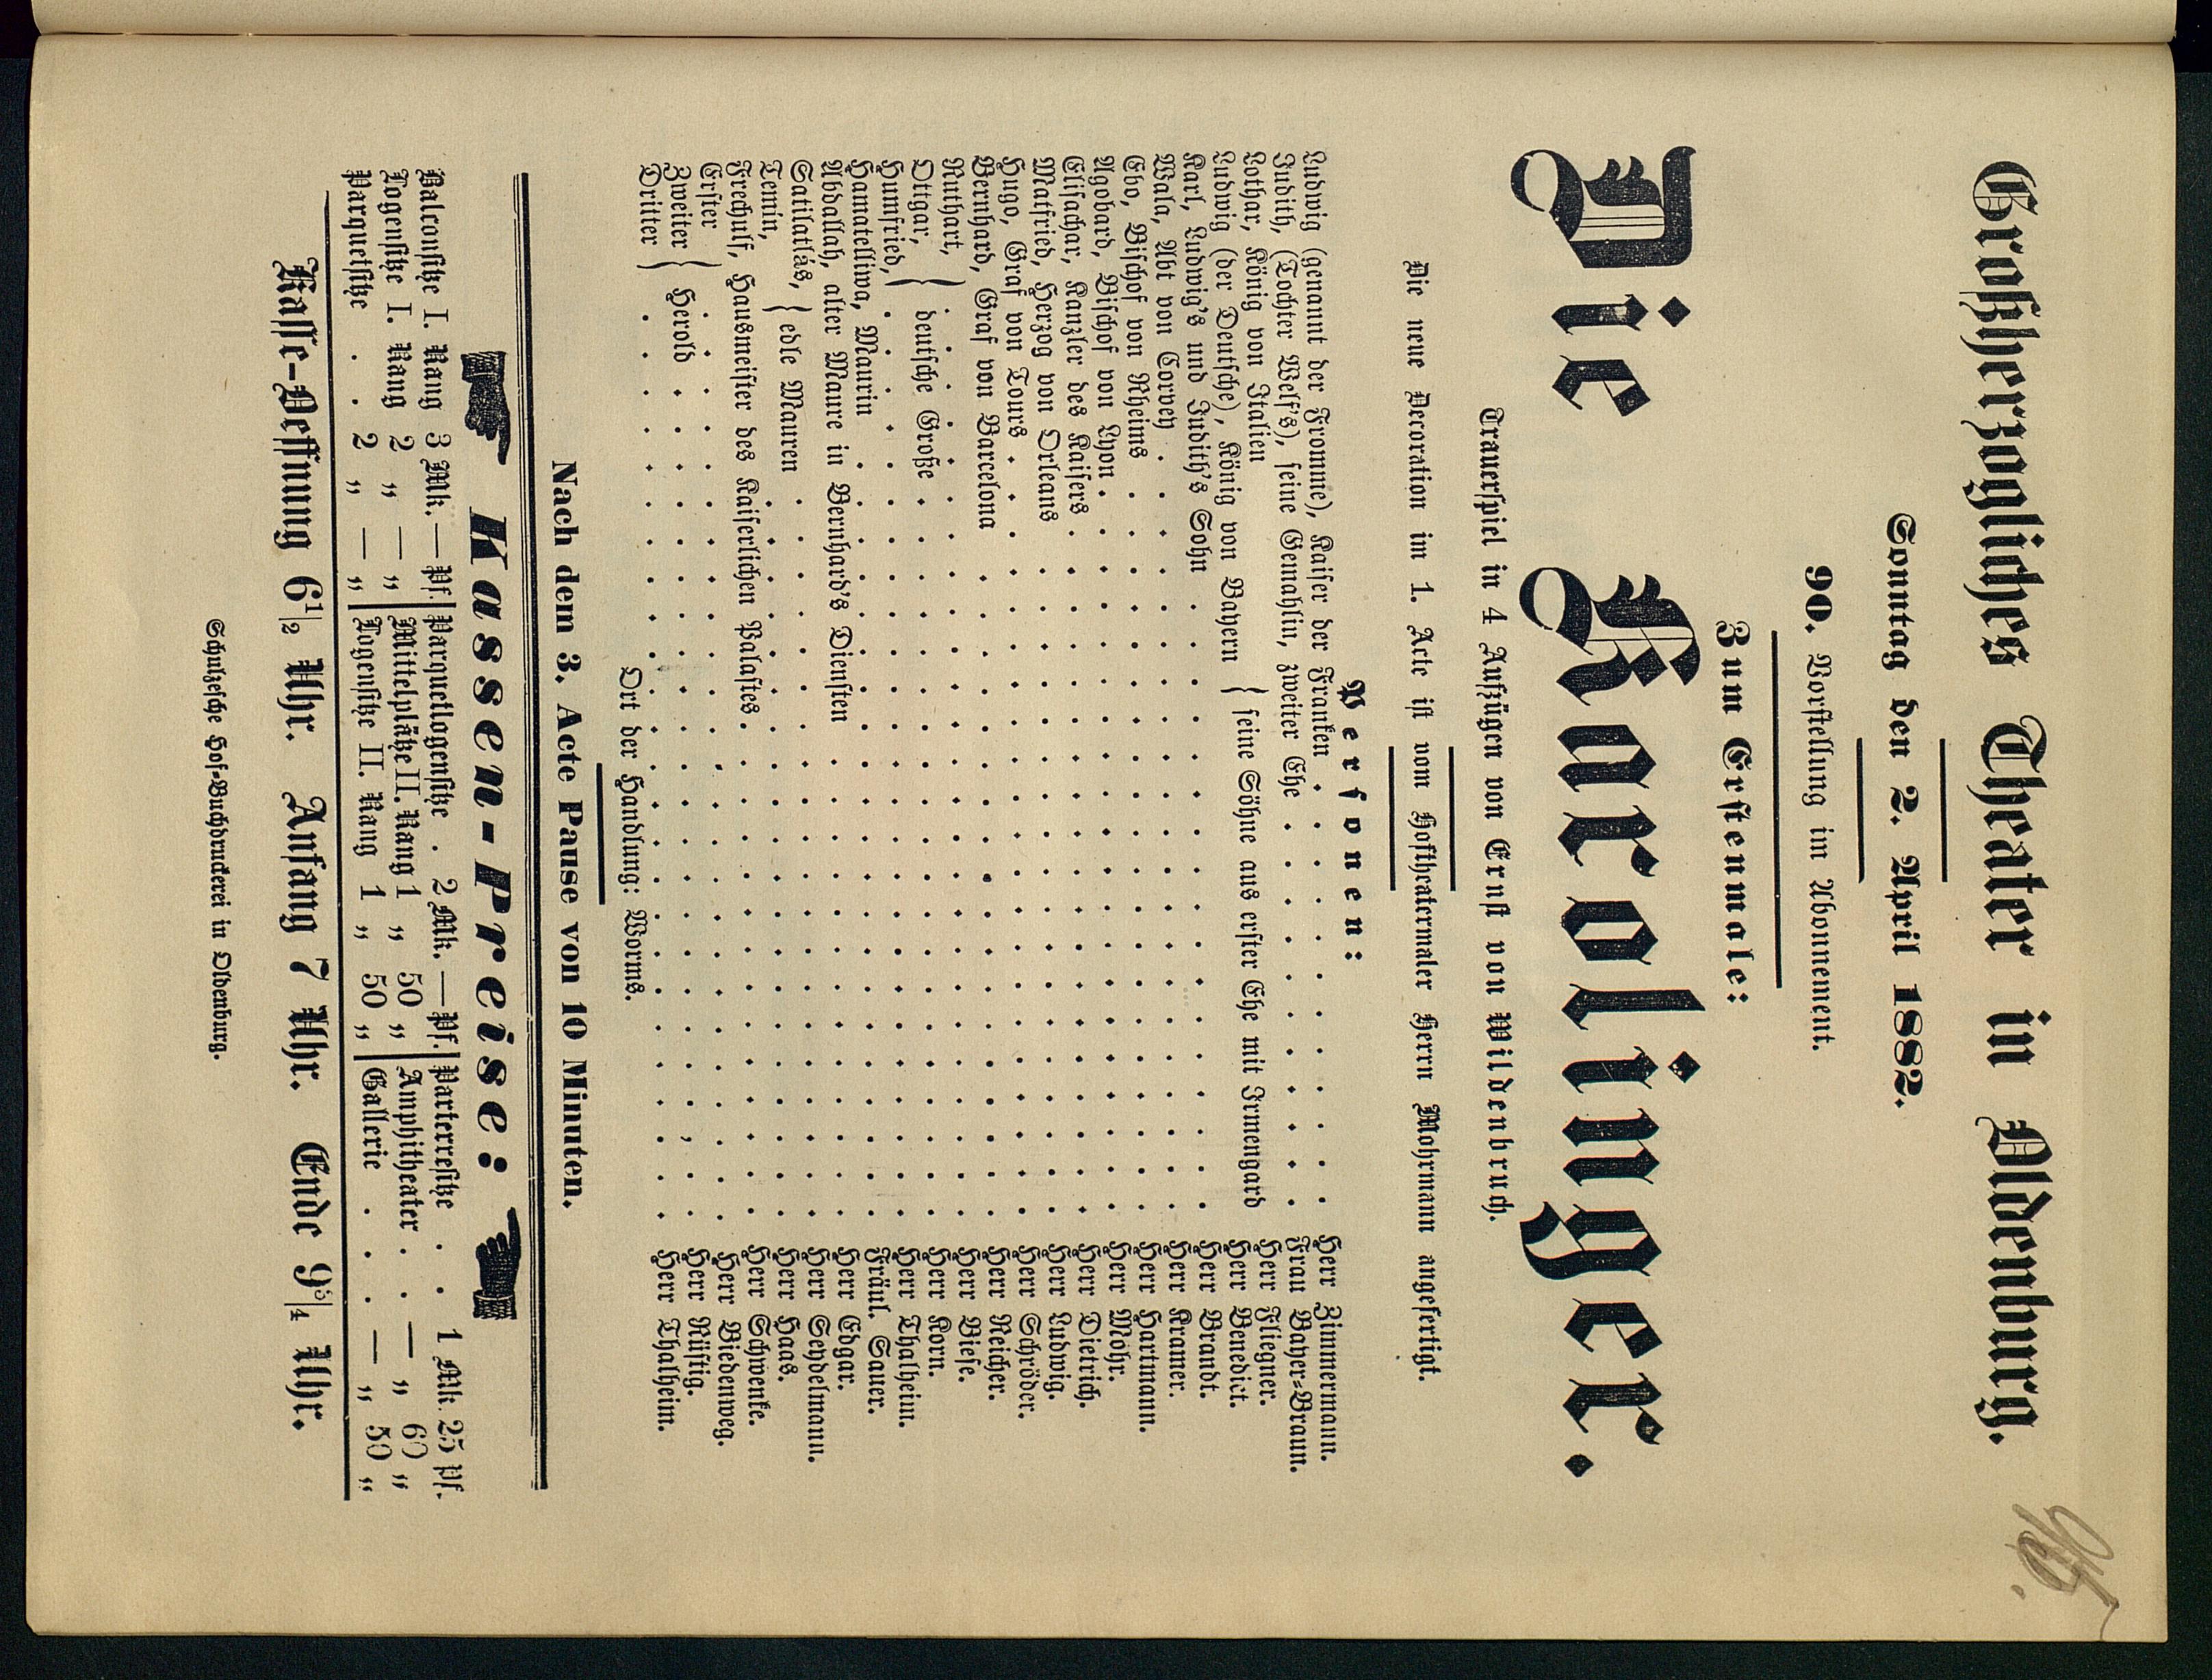 Großherzogliches Theater in Oldenburg.
Sonntag den 2. April 1882.
90. Vorstellung im Abonnement.
Zum Erstenmale:
Die Karolinger.
Trauerspiel in 4 Aufzügen von Ernst von Wildenbruch.
Die neue Decoration im 1. Acte ist vom Hoftheatermaler Herrn Mohrmann angefertigt.
Personen:
Ludwig (genannt der Fromme), Kaiser der Franken . . . . . . Herr Zimmermann.
Judith, (Tochter Welf's), seine Gemahlin, zweiter Ehe . . . . . . Frau Bayer-Braun.
Lothar, König von Italien } seine Söhne aus erster Ehe mit Irmengard Herr Fliegner.
Ludwig (der Deutsche), König von Bayern Herr Benedict.
Karl, Ludwig's und Judith's Sohn . . . . . . Herr Brandt.
Wala, Abt von Corvey . . . . . . Herr Kramer.
Ebo, Bischof von Rheims . . . . . . Herr Hartmann.
Agobard, Bischof von Lyon . . . . . . Herr Mohr.
Elisachar, Kanzler des Kaisers . . . . . . Herr Dietrich.
Matfried, Herzog von Orleans . . . . . . Herr Ludwig.
Hugo, Graf von Tours . . . . . . Herr Schröder.
Bernhard, Graf von Barcelona . . . . . . Herr Reicher.
Ruthart, . . . . . . Herr Wiese.
Ottgar, } deutsche Große . . . . . . Herr Korn.
Humfried, . . . . . . Herr Thalheim.
Hamatelliwa, Maurin . . . . . . Fräul. Sauer.
Abdallah, alter Maure in Bernhard's Diensten . . . . . . Herr Edgar.
Satilatlås, } edle Mauren . . . . . . Herr Seydelmann.
Temin, . . . . . . Herr Haas.
Frechulf, Hausmeister des Kaiserlichen Palastes . . . . . . Herr Schwenke.
Erster . . . . . . Herr Biedenweg.
Zweiter } Herold . . . . . . Herr Rüstig.
Dritter . . . . . . Herr Thalheim.
Ort der Handlung: Worms.
Nach dem 3. Acte Pause von 10 Minuten.
Kassen-Preise:
Balconsitze I. Rang 3 Mk. — Pf. Parquetlogensitze . 2 Mk. — Pf. Parterresitze . . 1 Mk. 25 Pf.
Logensitze I. Rang 2 „ — „ Mittelplätze II. Rang 1 „ 50 „ Amphitheater . . — „ 60 „
Parquetsitze . . 2 „ — „ Logensitze II. Rang 1 „ 50 „ Gallerie . . . — „ 50 „
Kasse-Oeffnung 6 1/2 Uhr. Anfang 7 Uhr. Ende 9 3/4 Uhr.
Schulzesche Hof-Buchdruckerei in Oldenburg.